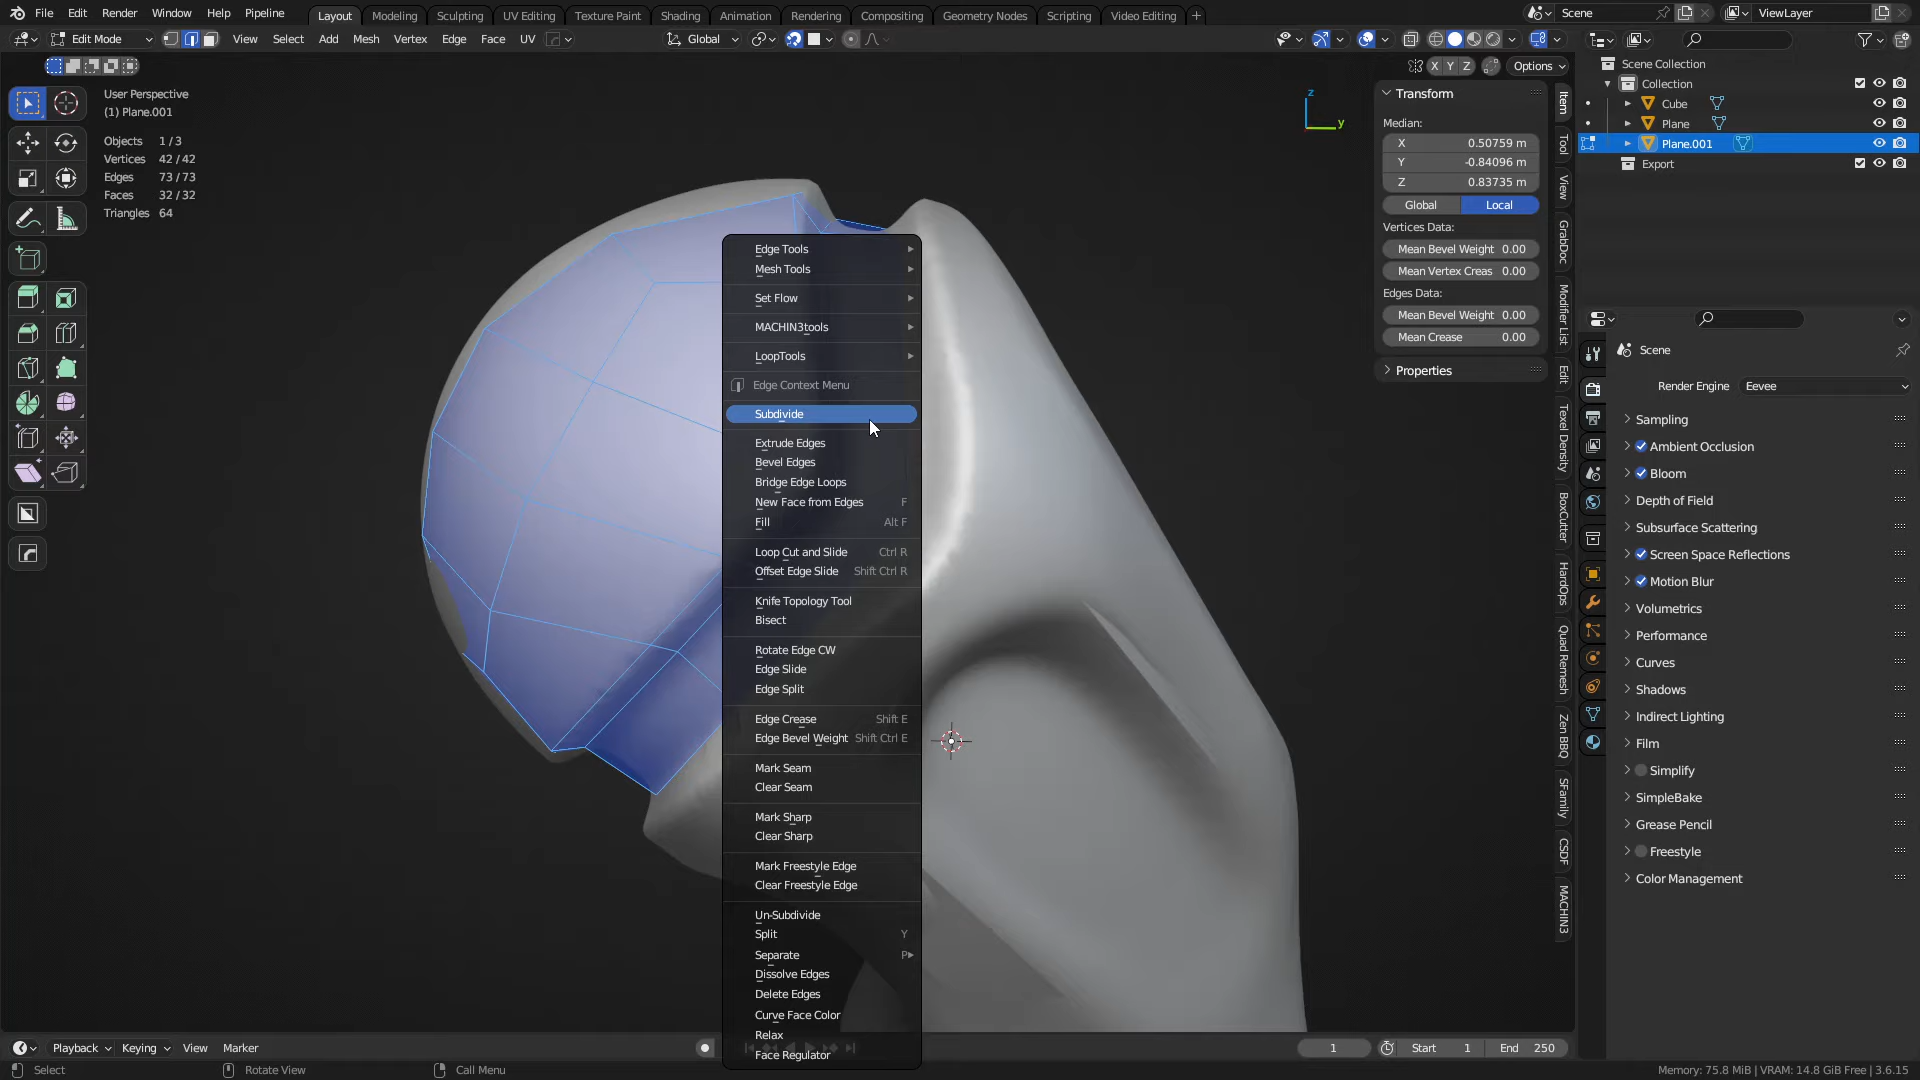 File Edit Render Window Help Pipeline
Layout Modeling Sculpting UV Editing Texture Paint Shading Animation Rendering Compositing Geometry Nodes Scripting Video Editing +
Scene
ViewLayer
Edit Mode
View Select Add Mesh Vertex Edge Face UV
Global
X Y Z
Options
User Perspective
(1) Plane.001
Objects 1 / 3
Vertices 42 / 42
Edges 73 / 73
Faces 32 / 32
Triangles 64
Edge Tools
Mesh Tools
Set Flow
MACHIN3tools
LoopTools
Edge Context Menu
Subdivide
Extrude Edges
Bevel Edges
Bridge Edge Loops
New Face from Edges F
Fill Alt F
Loop Cut and Slide Ctrl R
Offset Edge Slide Shift Ctrl R
Knife Topology Tool
Bisect
Rotate Edge CW
Edge Slide
Edge Split
Edge Crease Shift E
Edge Bevel Weight Shift Ctrl E
Mark Seam
Clear Seam
Mark Sharp
Clear Sharp
Mark Freestyle Edge
Clear Freestyle Edge
Un-Subdivide
Split Y
Separate P
Dissolve Edges
Delete Edges
Curve Face Color
Relax
Face Regulator
z
y
Transform
Median:
X 0.50759 m
Y -0.84096 m
Z 0.83735 m
Global Local
Vertices Data:
Mean Bevel Weight 0.00
Mean Vertex Creas 0.00
Edges Data:
Mean Bevel Weight 0.00
Mean Crease 0.00
Properties
Item
Tool
View
GrabDoc
Modifier List
Edit
Texel Density
BoxCutter
HardOps
Quad Remesh
Zen BBQ
SFamily
CSDF
MACHIN3
Scene Collection
Collection
Cube
Plane
Plane.001
Export
Scene
Render Engine Eevee
Sampling
Ambient Occlusion
Bloom
Depth of Field
Subsurface Scattering
Screen Space Reflections
Motion Blur
Volumetrics
Performance
Curves
Shadows
Indirect Lighting
Film
Simplify
SimpleBake
Grease Pencil
Freestyle
Color Management
Playback Keying View Marker
1 Start 1 End 250
Select Rotate View Call Menu
Memory: 75.8 MiB | VRAM: 14.8 GiB Free | 3.6.15